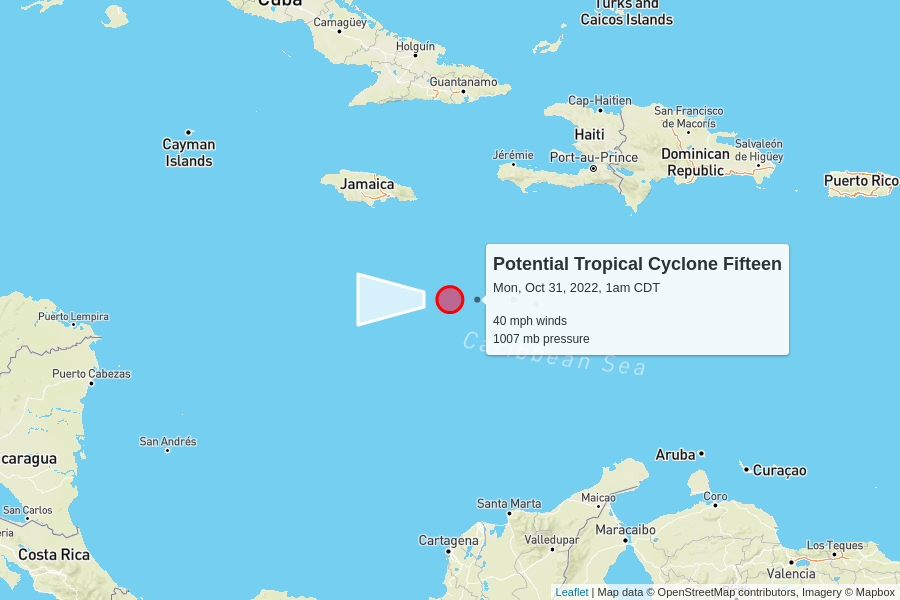 Cuba
Turks and
Caicos Islands
Camagüey
Holguín
Guantanamo
Cap-Haitien
San Francisco
de Macorís
Cayman
Islands
Haiti
Salvaleón
de Higüey
Jérémie
Port-au-Prince
Dominican
Republic
Jamaica
Puerto Rico
Potential Tropical Cyclone Fifteen
Mon, Oct 31, 2022, 1am CDT
40 mph winds
1007 mb pressure
Caribbean Sea
Puerto Lempira
Puerto Cabezas
San Andrés
caragua
Aruba
Curaçao
San Carlos
eria
Costa Rica
Santa Marta
Maicao
Coro
Cartagena
Valledupar
Maracaibo
Los Teques
Valencia
Leaflet | Map data © OpenStreetMap contributors, Imagery © Mapbox